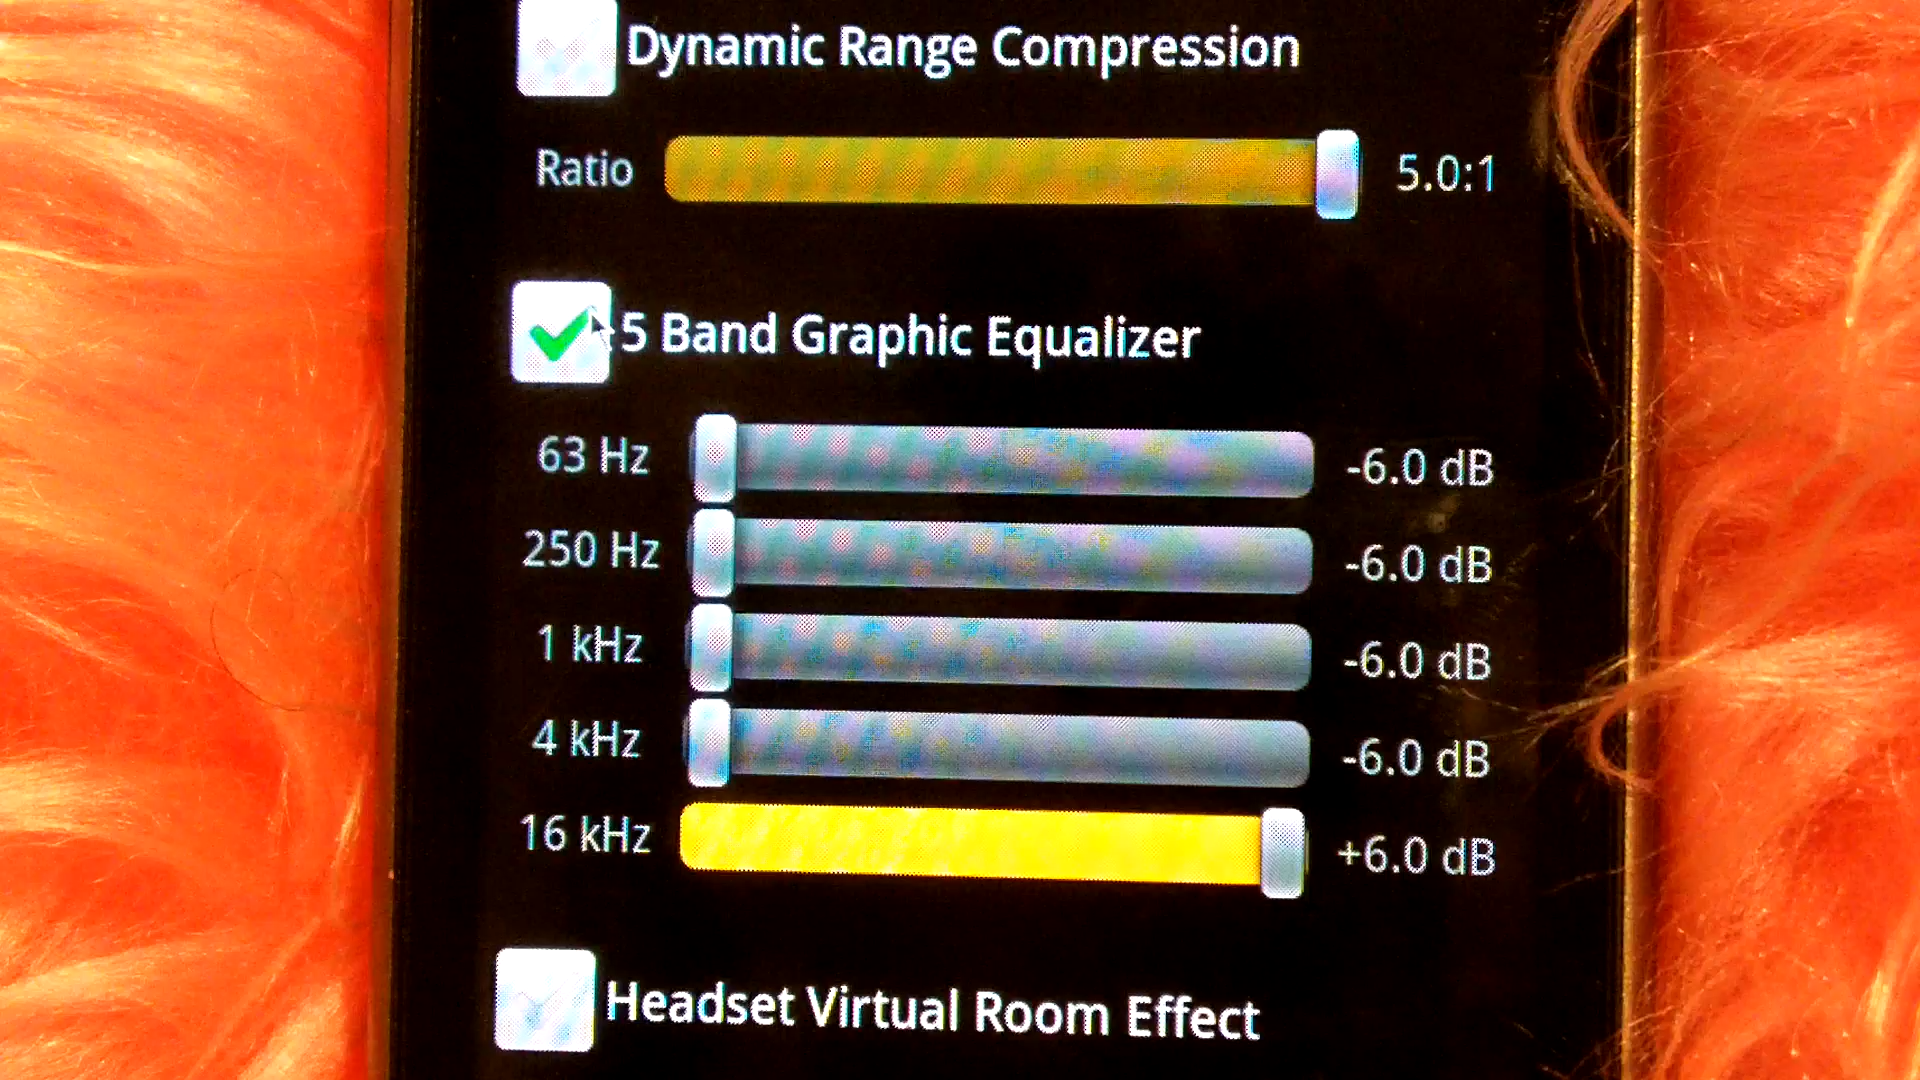 Dynamic Range Compression
Ratio 5.0:1
5 Band Graphic Equalizer
63 Hz -6.0 dB
250 Hz -6.0 dB
1 kHz -6.0 dB
4 kHz -6.0 dB
16 kHz +6.0 dB
Headset Virtual Room Effect